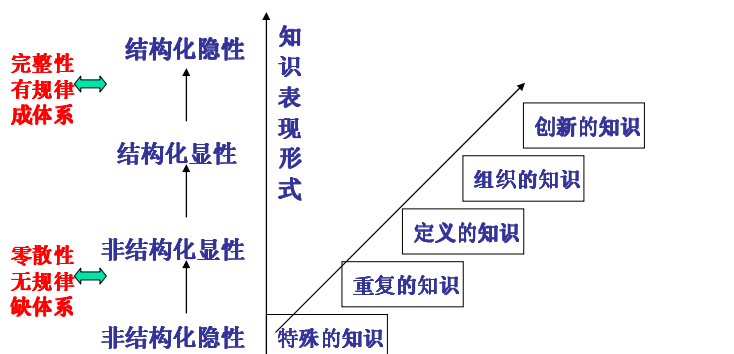 完整性
有规律
成体系
零散性
无规律
缺体系
结构化隐性
结构化显性
非结构化显性
非结构化隐性
知识表现形式
创新的知识
组织的知识
定义的知识
重复的知识
特殊的知识